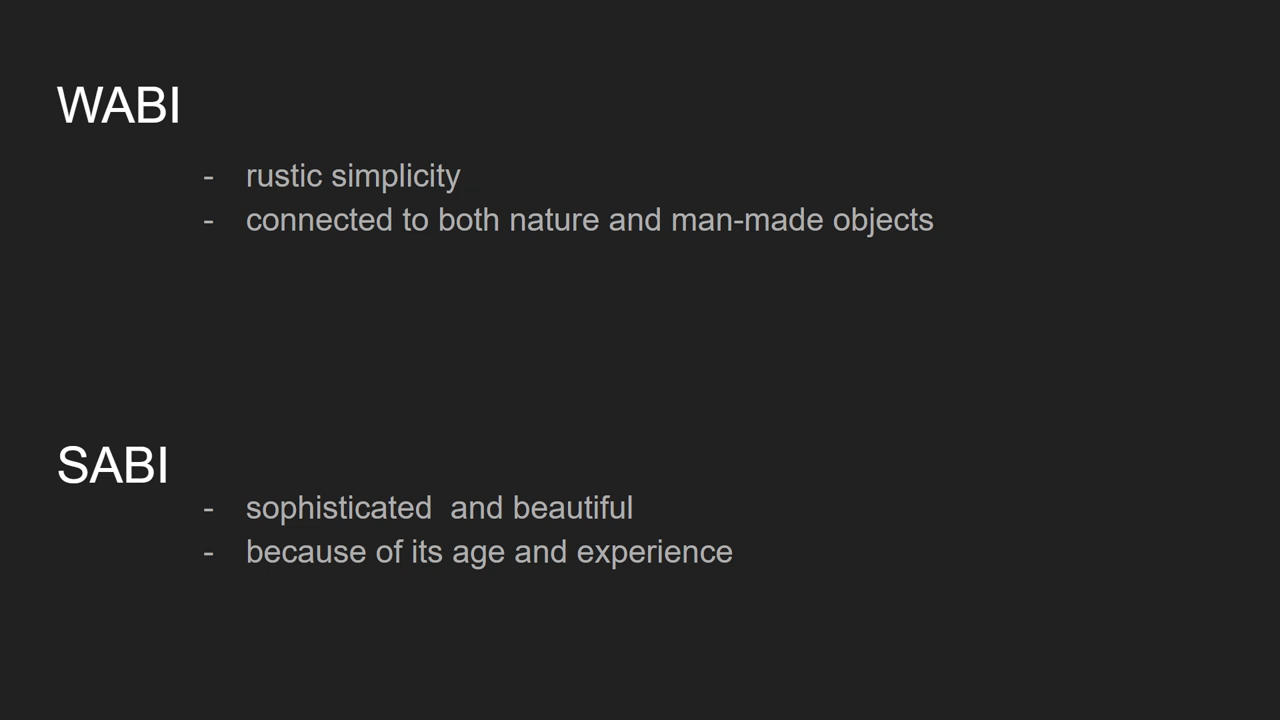 WABI
- rustic simplicity
- connected to both nature and man-made objects
SABI
- sophisticated  and beautiful
- because of its age and experience